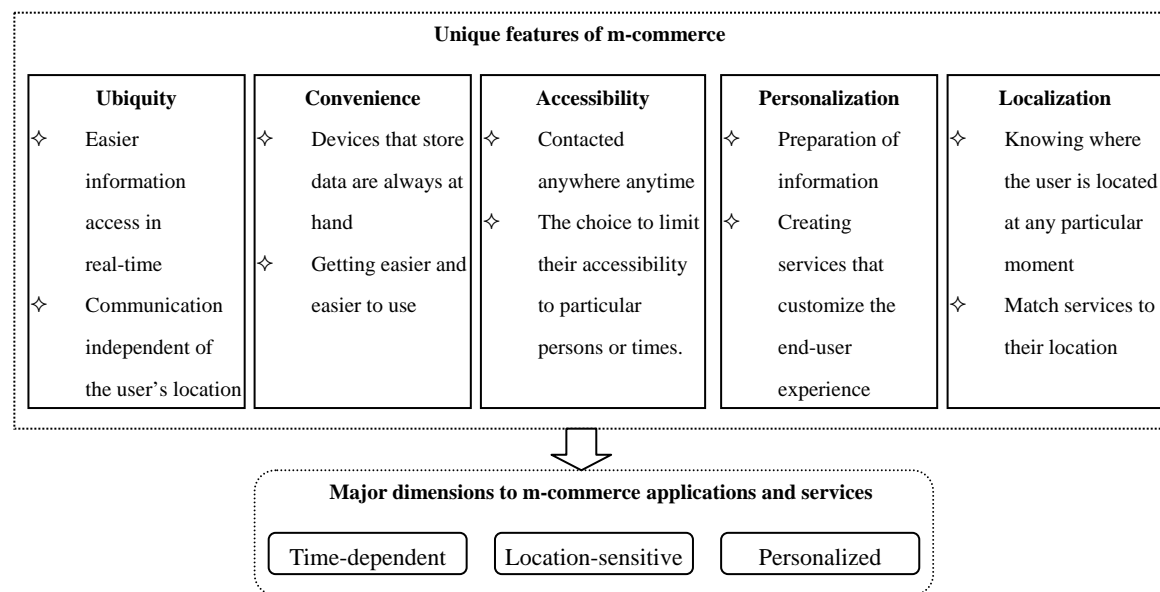 Unique features of m-commerce
Ubiquity
✧ Easier
information
access in
real-time
✧ Communication
independent of
the user’s location
Convenience
✧ Devices that store
data are always at
hand
✧ Getting easier and
easier to use
Accessibility
✧ Contacted
anywhere anytime
✧ The choice to limit
their accessibility
to particular
persons or times.
Personalization
✧ Preparation of
information
✧ Creating
services that
customize the
end-user
experience
Localization
✧ Knowing where
the user is located
at any particular
moment
✧ Match services to
their location
Major dimensions to m-commerce applications and services
Time-dependent
Location-sensitive
Personalized